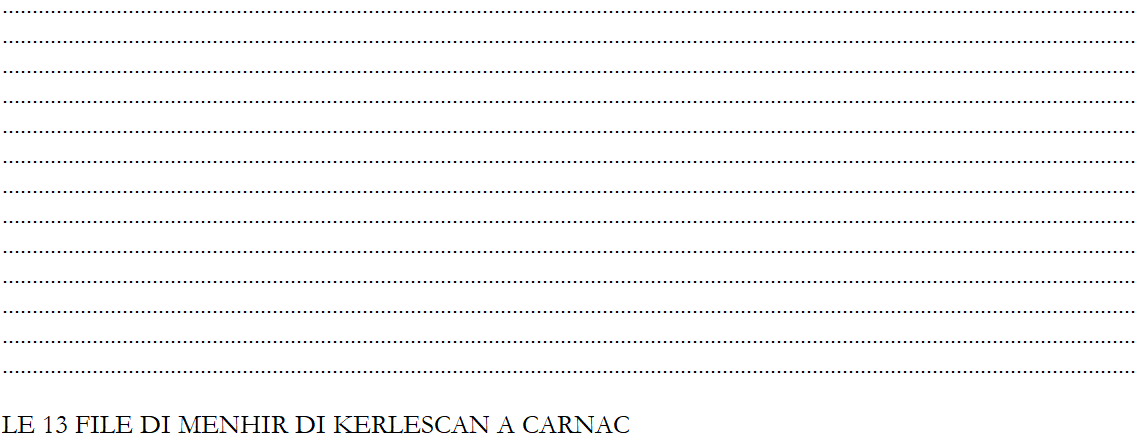 LE 13 FILE DI MENHIR DI KERLESCAN A CARNAC